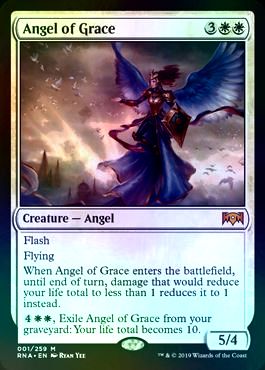 Angel of Grace 3
Creature — Angel
Flash
Flying
When Angel of Grace enters the battlefield,
until end of turn, damage that would reduce
your life total to less than 1 reduces it to 1
instead.
4, Exile Angel of Grace from your
graveyard: Your life total becomes 10.
5/4
001/259 M
RNA • EN Ryan Yee
™ & © 2019 Wizards of the Coast